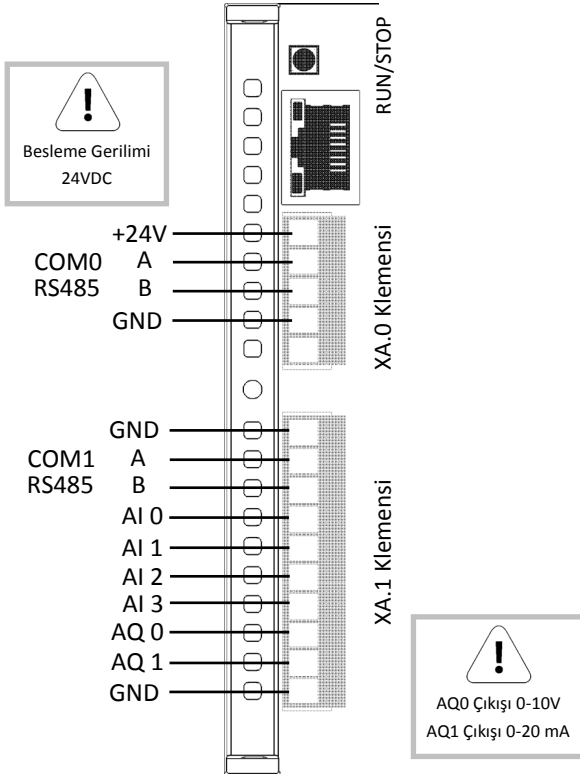 RUN/STOP
!
Besleme Gerilimi
24VDC
+24V
COM0 A
RS485 B
GND
XA.0 Klemensi
GND
COM1 A
RS485 B
AI 0
AI 1
AI 2
AI 3
AQ 0
AQ 1
GND
XA.1 Klemensi
!
AQ0 Çıkışı 0-10V
AQ1 Çıkışı 0-20 mA